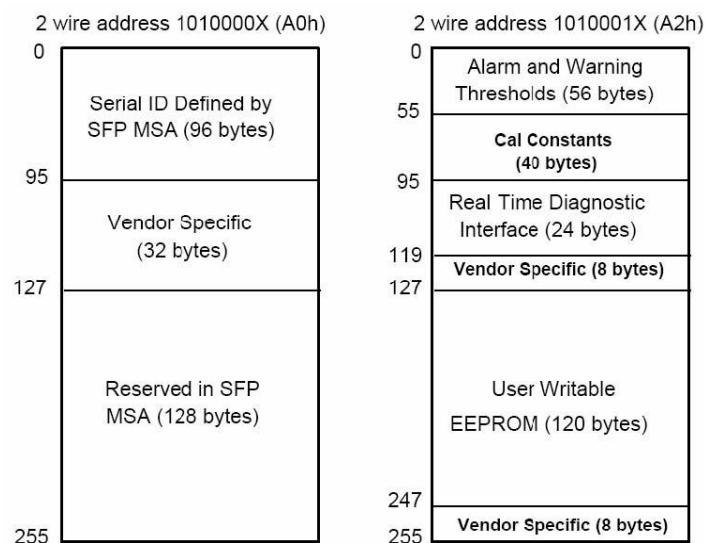 2 wire address 1010000X (A0h)
0
Serial ID Defined by
SFP MSA (96 bytes)
95
Vendor Specific
(32 bytes)
127
Reserved in SFP
MSA (128 bytes)
255
2 wire address 1010001X (A2h)
0
Alarm and Warning
Thresholds (56 bytes)
55
Cal Constants
(40 bytes)
95
Real Time Diagnostic
Interface (24 bytes)
119
Vendor Specific (8 bytes)
127
User Writable
EEPROM (120 bytes)
247
Vendor Specific (8 bytes)
255